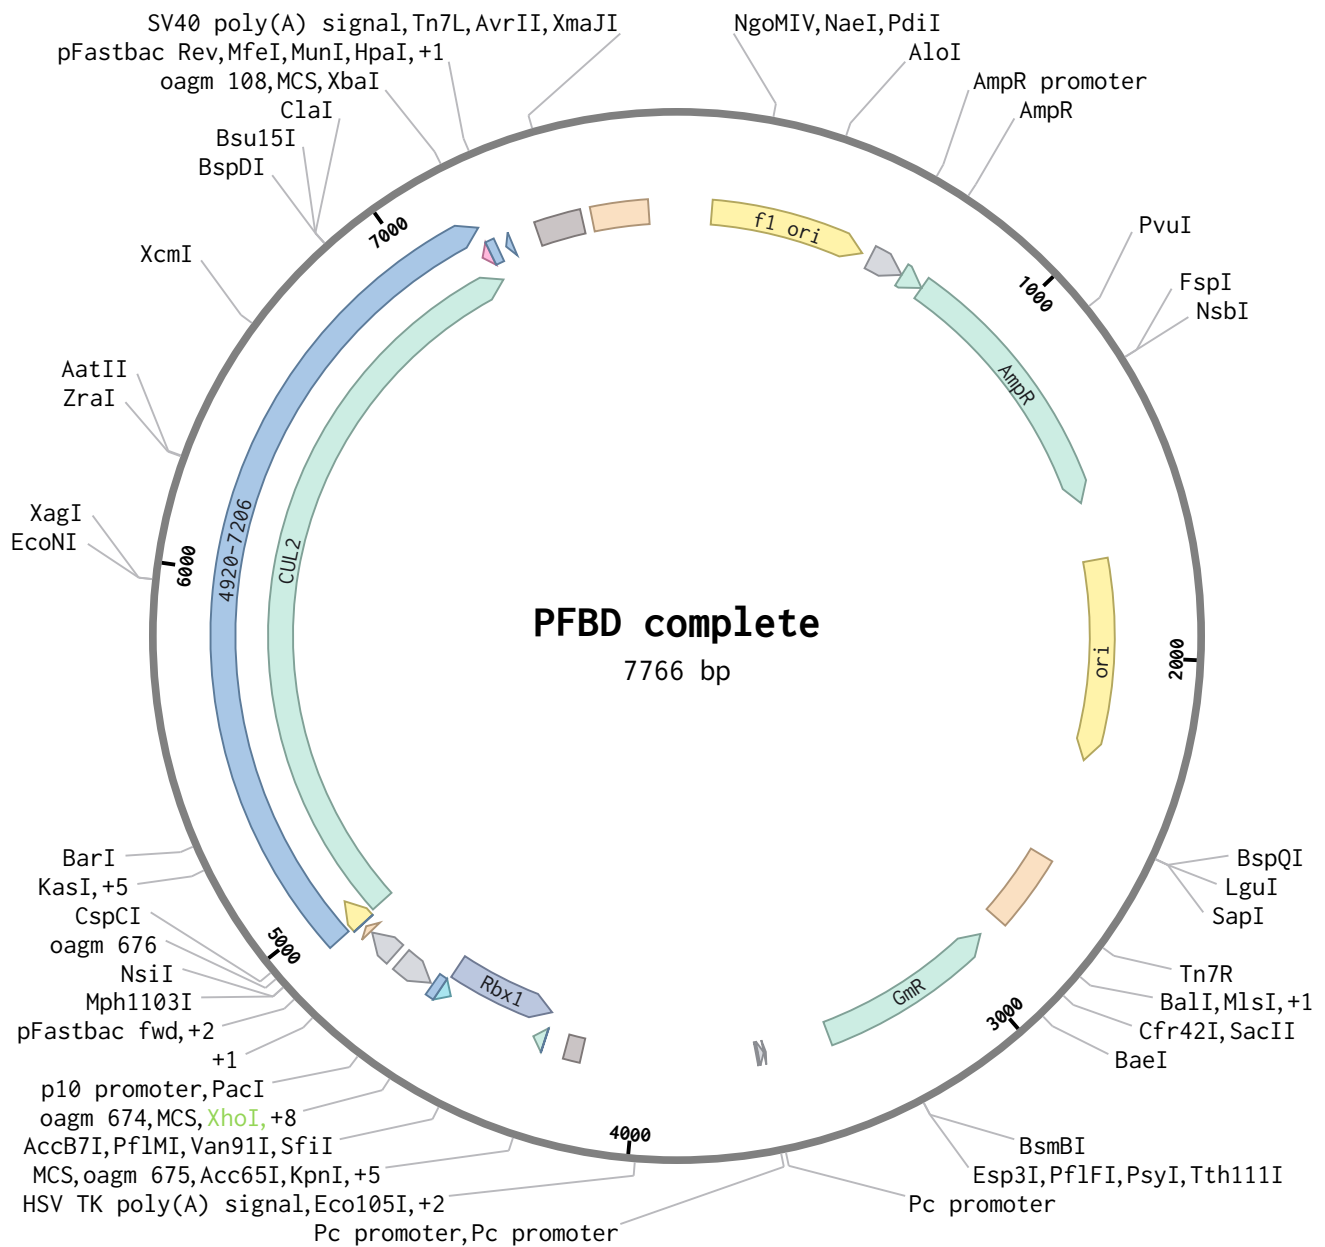 SV40 poly(A) signal,Tn7L,AvrII,XmaJI
pFastbac Rev,MfeI,MunI,HpaI,+1
oagm 108,MCS,XbaI
ClaI
Bsu15I
BspDI
XcmI
AatII
ZraI
XagI
EcoNI
BarI
KasI,+5
CspCI
oagm 676
NsiI
Mph1103I
pFastbac fwd,+2
+1
p10 promoter,PacI
oagm 674,MCS,XhoI,+8
AccB7I,PflMI,Van91I,SfiI
MCS,oagm 675,Acc65I,KpnI,+5
HSV TK poly(A) signal,Eco105I,+2
Pc promoter,Pc promoter
NgoMIV,NaeI,PdiI
AloI
AmpR promoter
AmpR
PvuI
FspI
NsbI
BspQI
LguI
SapI
Tn7R
BalI,MlsI,+1
Cfr42I,SacII
BaeI
BsmBI
Esp3I,PflFI,PsyI,Tth111I
Pc promoter
1000
2000
3000
4000
5000
6000
7000
f1 ori
AmpR
ori
GmR
Rbx1
CUL2
4920-7206
PFBD complete
7766 bp